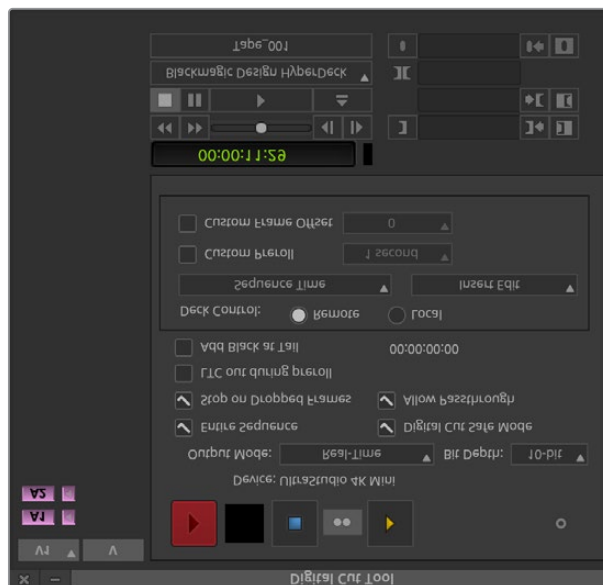 Digital Cut Tool
V1 V
A1
A2
Device: UltraStudio 4K Mini
Output Mode: Real-Time Bit Depth: 10-bit
Entire Sequence Digital Cut Safe Mode
Stop on Dropped Frames Allow Passthrough
LTC out during preroll
Add Black at Tail 00:00:00:00
Deck Control: Remote Local
Sequence Time Insert Edit
Custom Preroll 1 second
Custom Frame Offset 0
00:00:11:29
Blackmagic Design HyperDeck
Tape_001